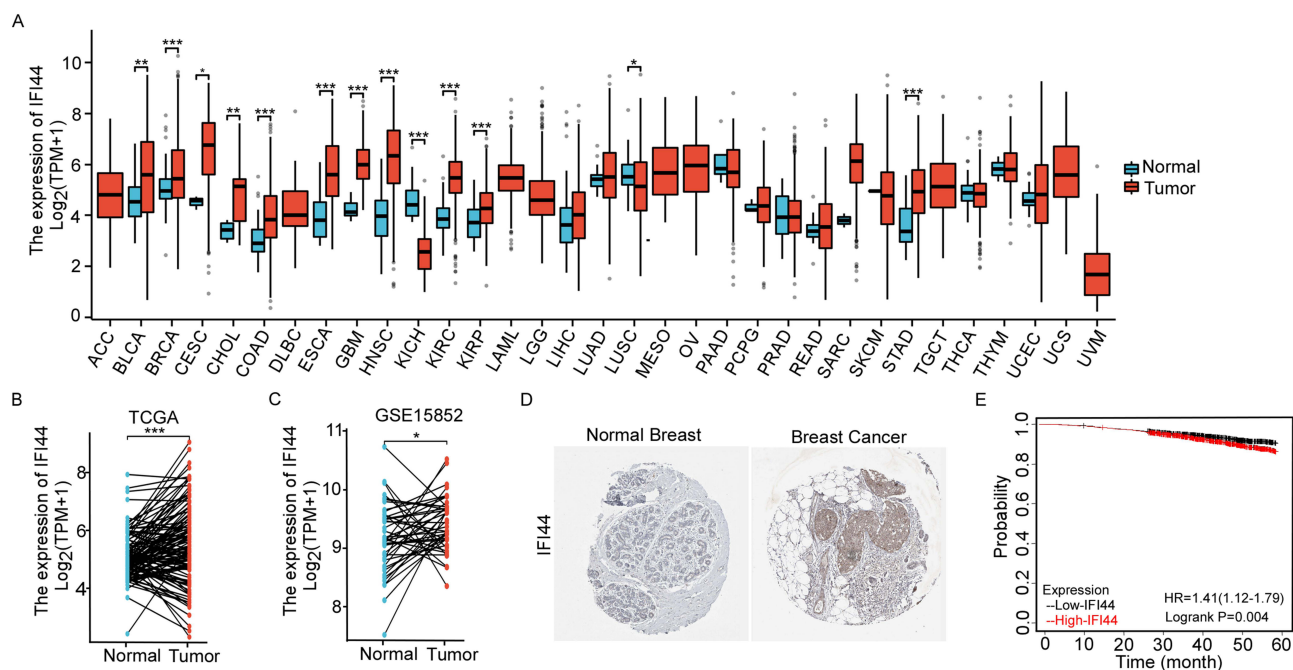 A
The expression of IFI44
Log2(TPM+1)
10
8
6
4
2
0
** *** * ** *** *** *** *** *** *** *** * ***
Normal
Tumor
ACC BLCA BRCA CESC CHOL COAD DLBC ESCA GBM HNSC KICH KIRC KIRP LAML LGG LIHC LUAD LUSC MESO OV PAAD PCPG PRAD READ SARC SKCM STAD TGCT THCA THYM UCEC UCS UVM
B
TCGA
***
The expression of IFI44
Log2(TPM+1)
8
6
4
Normal Tumor
C
GSE15852
*
The expression of IFI44
Log2(TPM+1)
11
10
9
8
Normal Tumor
D
Normal Breast
Breast Cancer
IFI44
E
Probability
1.0
0.8
0.6
0.4
0.2
0.0
Expression
--Low-IFI44
--High-IFI44
HR=1.41(1.12-1.79)
Logrank P=0.004
0 10 20 30 40 50 60
Time (month)